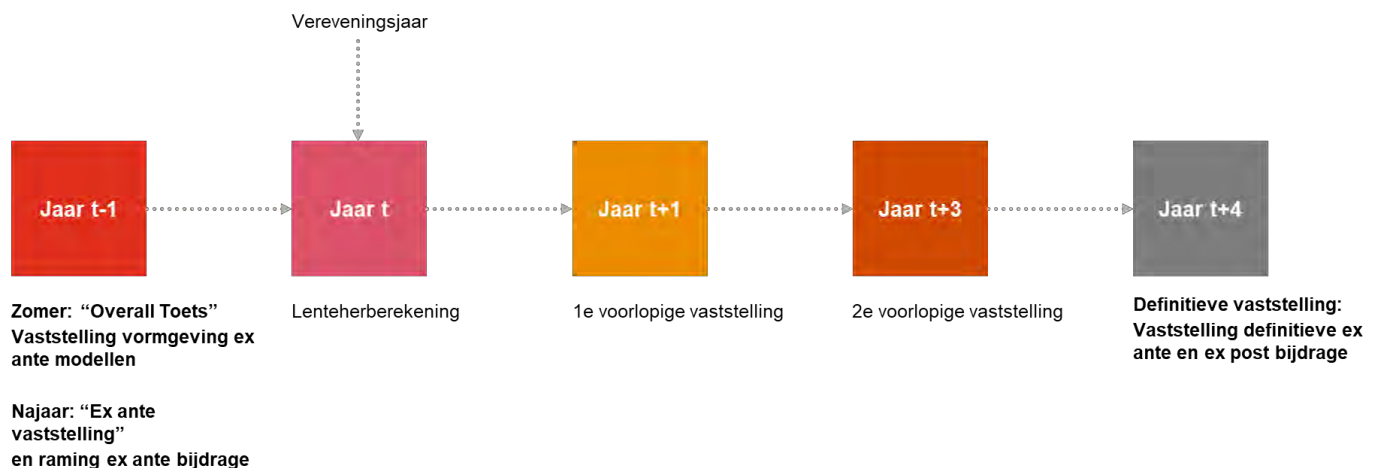 Vereveningsjaar
Jaar t-1
Jaar t
Jaar t+1
Jaar t+3
Jaar t+4
Zomer: “Overall Toets”
Vaststelling vormgeving ex
ante modellen
Najaar: “Ex ante
vaststelling”
en raming ex ante bijdrage
Lenteherberekening
1e voorlopige vaststelling
2e voorlopige vaststelling
Definitieve vaststelling:
Vaststelling definitieve ex
ante en ex post bijdrage